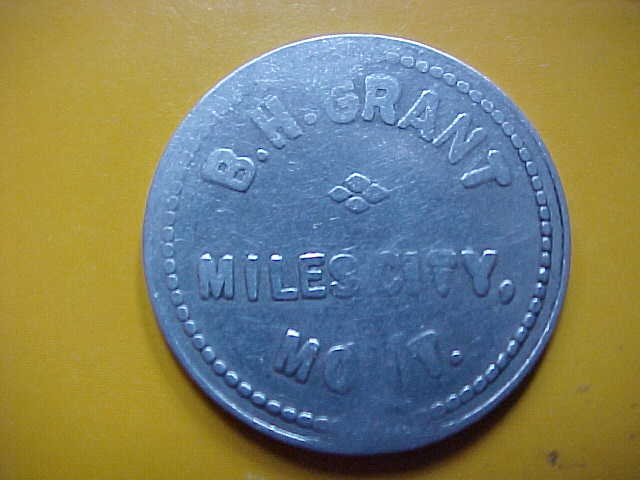 B.H. GRANT
MILES CITY,
MONT.